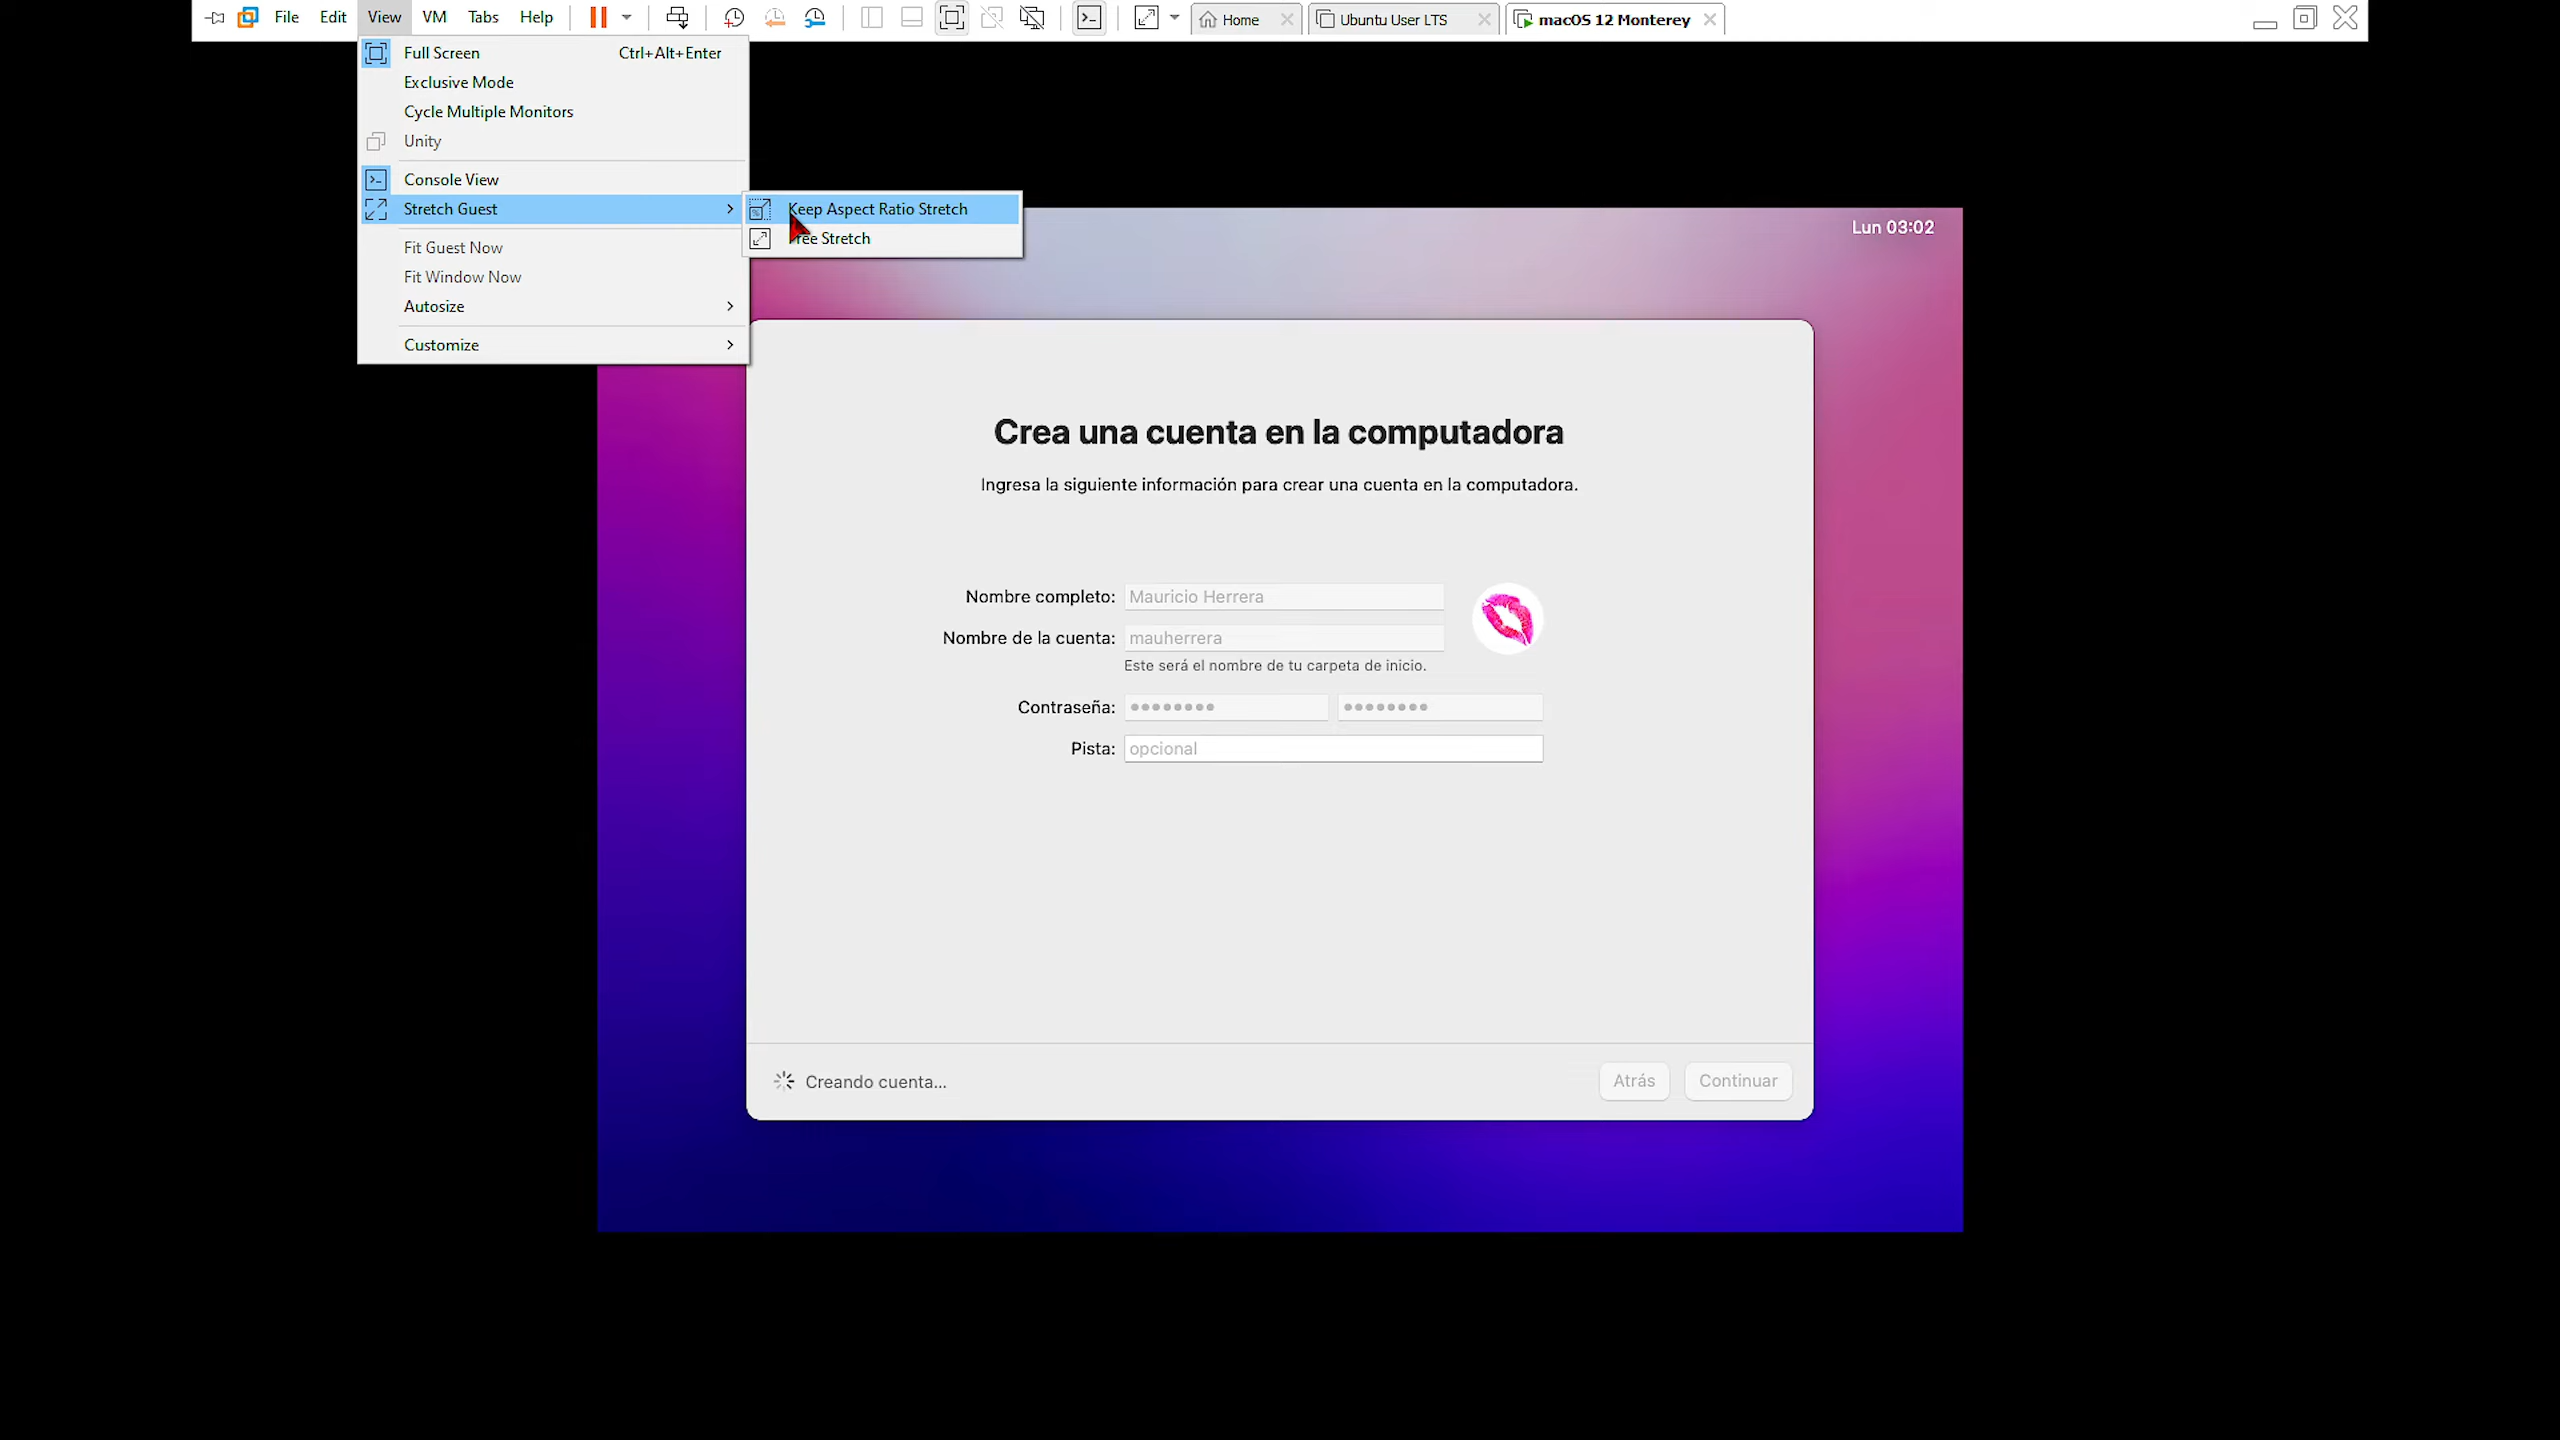 File Edit View VM Tabs Help Home Ubuntu User LTS macOS 12 Monterey
Full Screen Ctrl+Alt+Enter
Exclusive Mode
Cycle Multiple Monitors
Unity
Console View
Stretch Guest
Keep Aspect Ratio Stretch
Free Stretch
Fit Guest Now
Fit Window Now
Autosize
Customize
Lun 03:02
Crea una cuenta en la computadora
Ingresa la siguiente información para crear una cuenta en la computadora.
Nombre completo: Mauricio Herrera
Nombre de la cuenta: mauherrera
Este será el nombre de tu carpeta de inicio.
Contraseña: •••••••• ••••••••
Pista: opcional
Creando cuenta...
Atrás Continuar